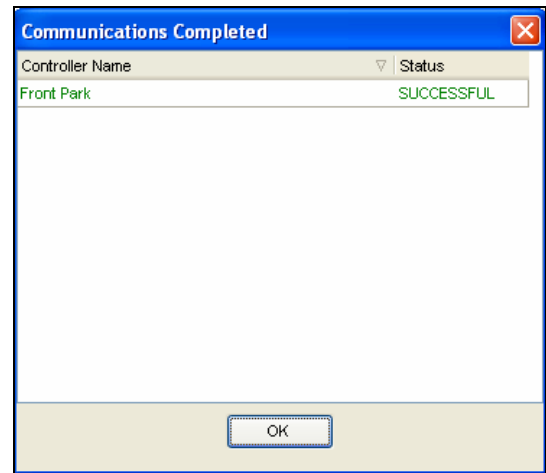 Communications Completed
Controller Name Status
Front Park SUCCESSFUL
OK